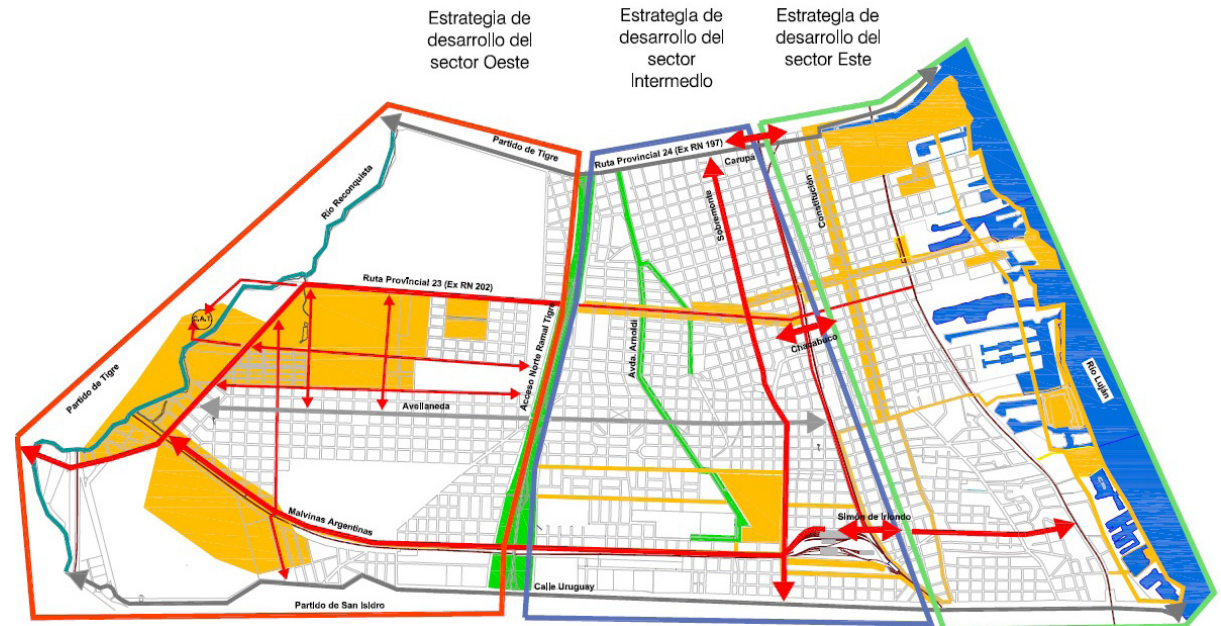 Estrategia de
desarrollo del
sector Oeste
Estrategia de
desarrollo del
sector
Intermedio
Estrategia de
desarrollo del
sector Este
Partido de Tigre
Ruta Provincial 24 (Ex RN 197)
Carupa
Río Reconquista
Sobremonte
Constitución
Ruta Provincial 23 (Ex RN 202)
C.A.T.
Acceso Norte Ramal Tigre
Avda. Arnoldi
Chacabuco
Partido de Tigre
Río Luján
Avellaneda
Malvinas Argentinas
Simón de Iriondo
Calle Uruguay
Partido de San Isidro